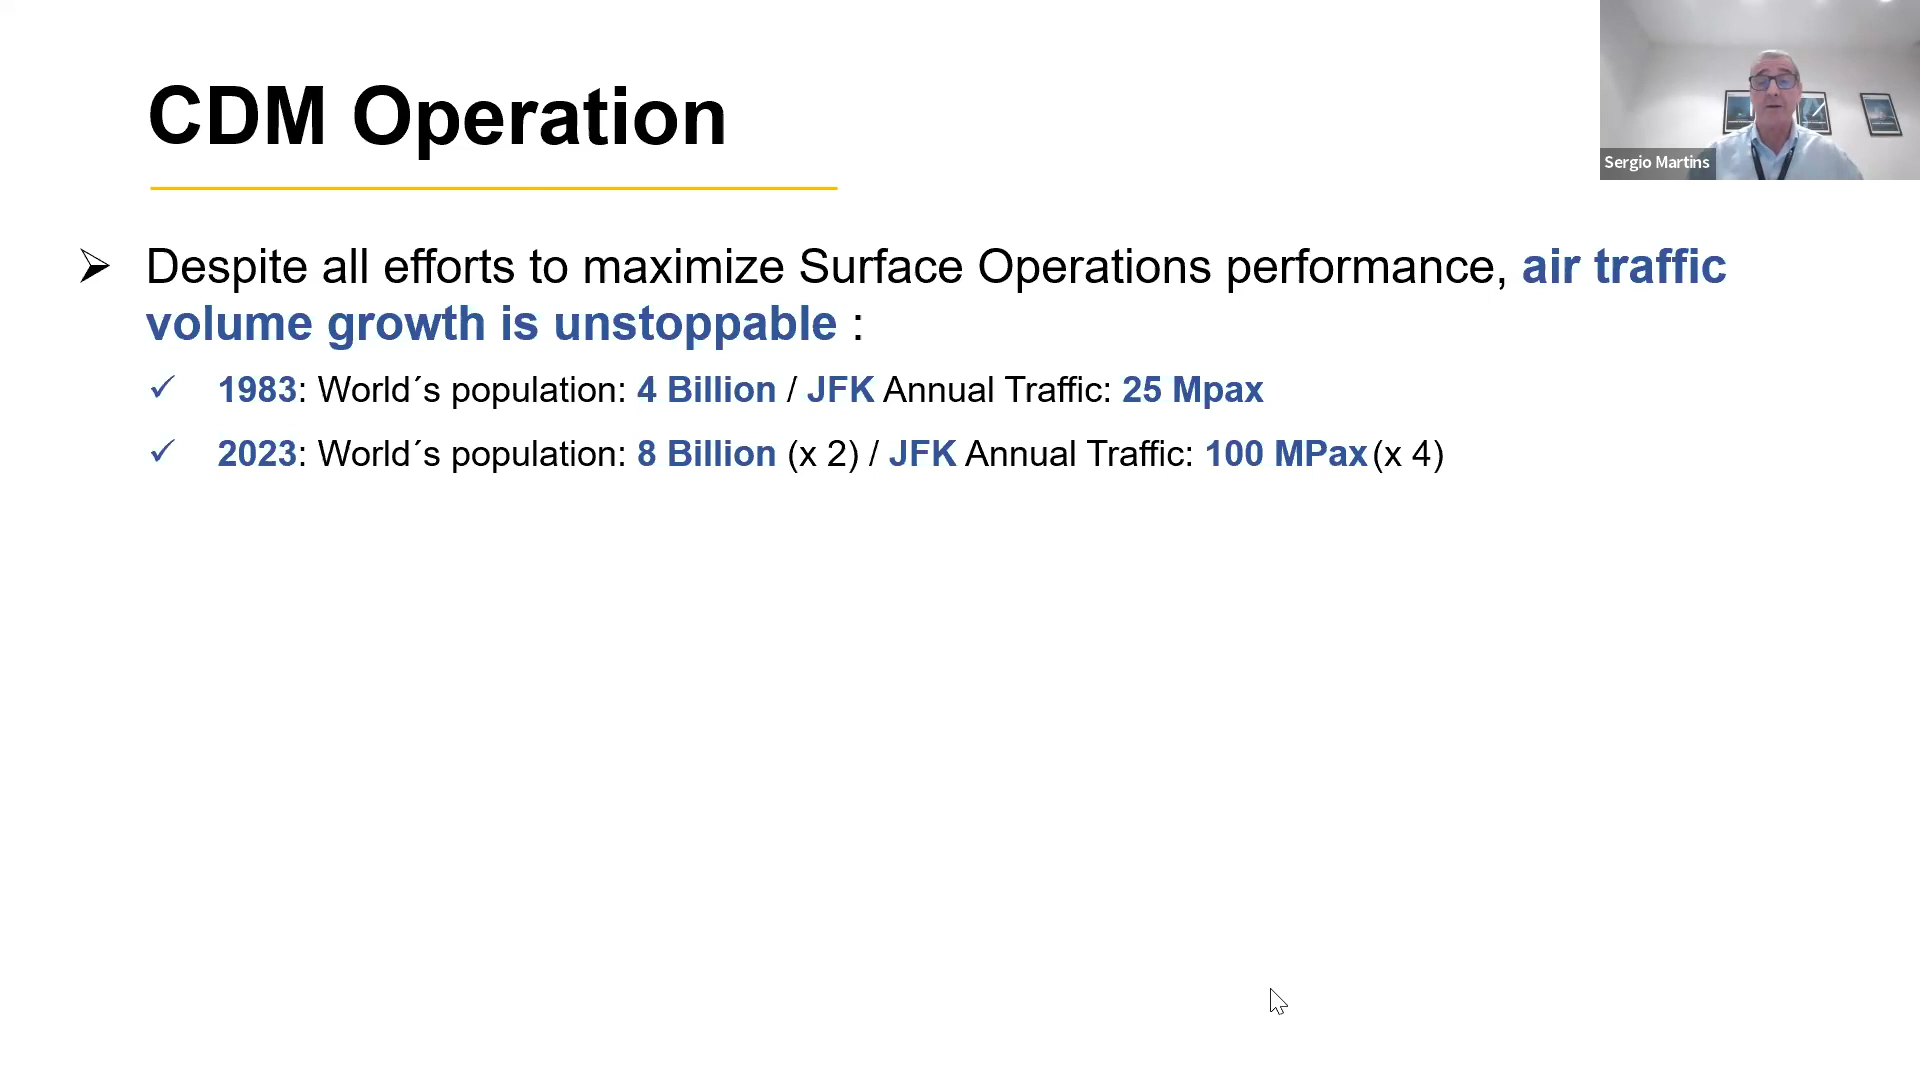 CDM Operation
Sergio Martins
➢ Despite all efforts to maximize Surface Operations performance, air traffic
volume growth is unstoppable :
✓ 1983: World´s population: 4 Billion / JFK Annual Traffic: 25 Mpax
✓ 2023: World´s population: 8 Billion (x 2) / JFK Annual Traffic: 100 MPax (x 4)